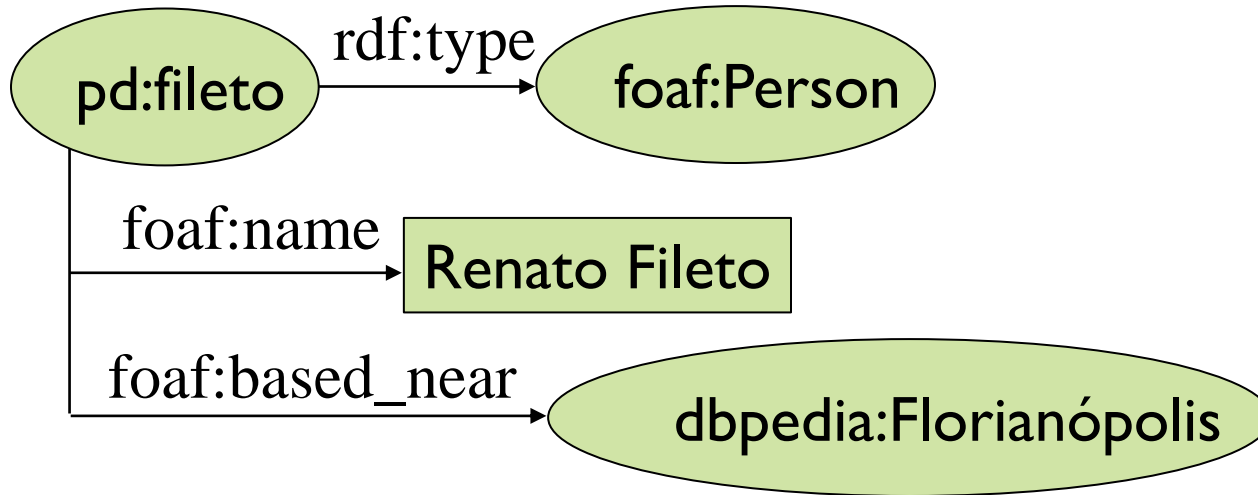 rdf:type
pd:fileto
foaf:Person
foaf:name
Renato Fileto
foaf:based_near
dbpedia:Florianópolis